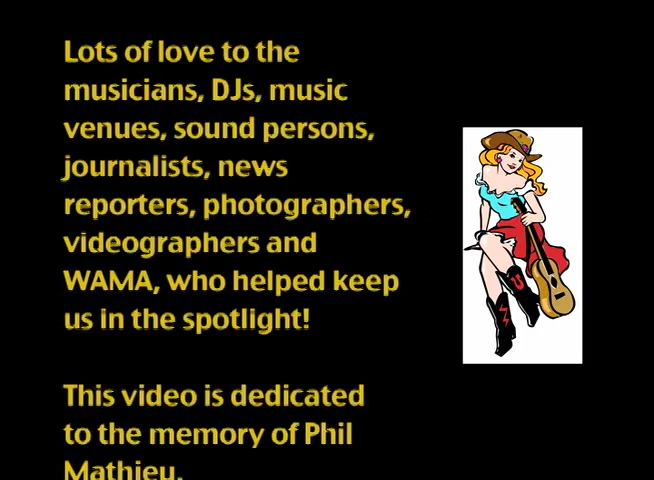 Lots of love to the
musicians, DJs, music
venues, sound persons,
journalists, news
reporters, photographers,
videographers and
WAMA, who helped keep
us in the spotlight!
This video is dedicated
to the memory of Phil
Mathieu.